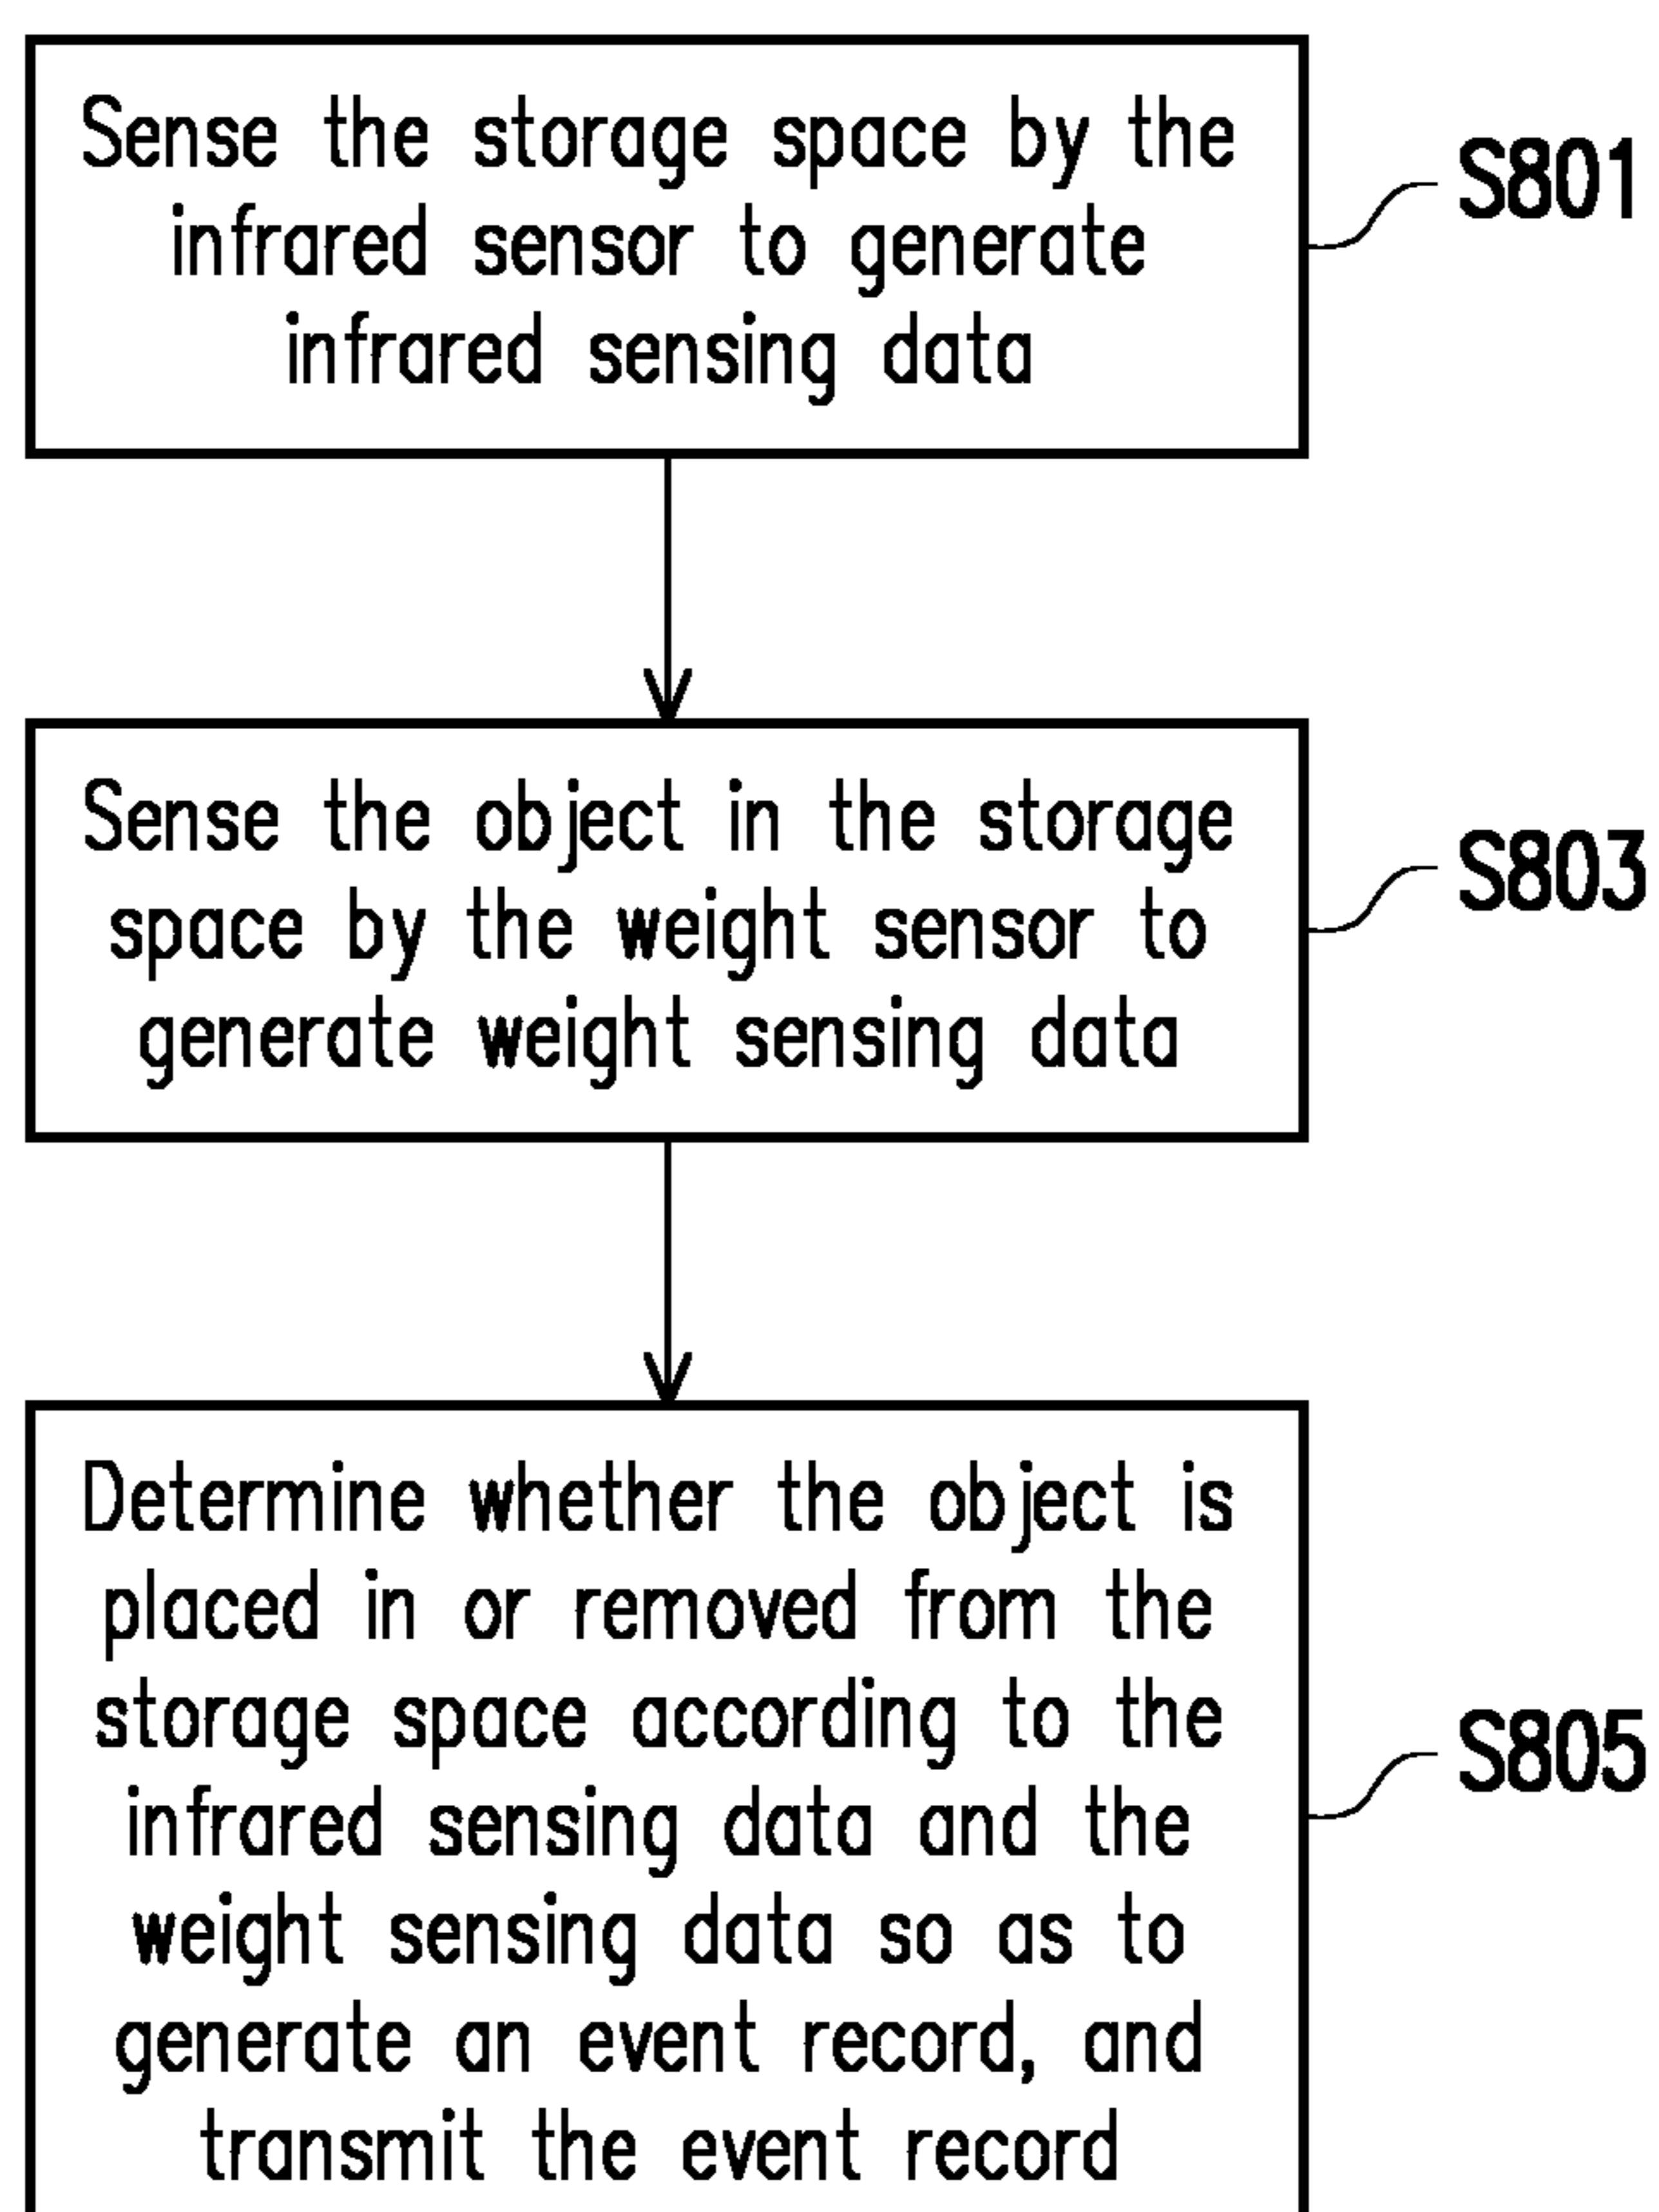 Sense the storage space by the
infrared sensor to generate
infrared sensing data
S801
Sense the object in the storage
space by the weight sensor to
generate weight sensing data
S803
Determine whether the object is
placed in or removed from the
storage space according to the
infrared sensing data and the
weight sensing data so as to
generate an event record, and
transmit the event record
S805